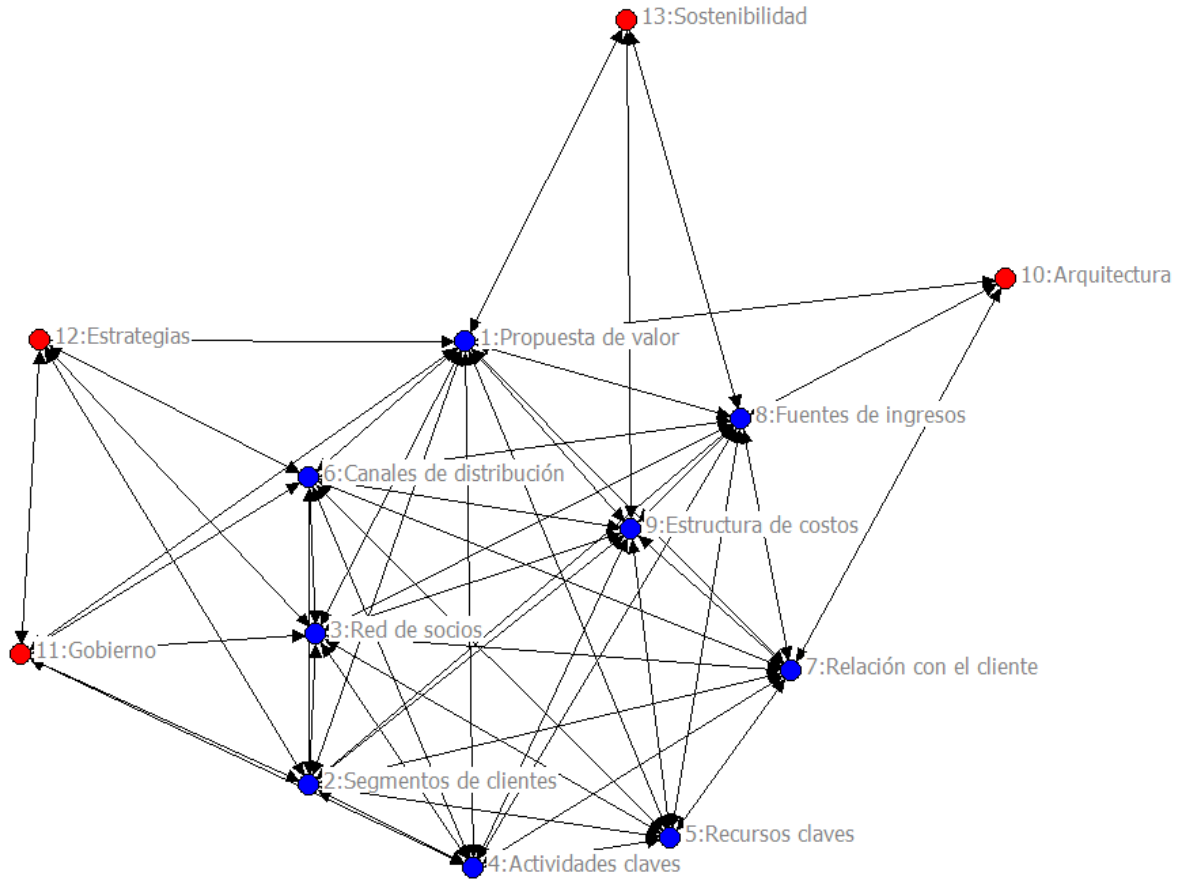 13:Sostenibilidad
10:Arquitectura
12:Estrategias
1:Propuesta de valor
8:Fuentes de ingresos
6:Canales de distribución
9:Estructura de costos
3:Red de socios
11:Gobierno
7:Relación con el cliente
2:Segmentos de clientes
5:Recursos claves
4:Actividades claves